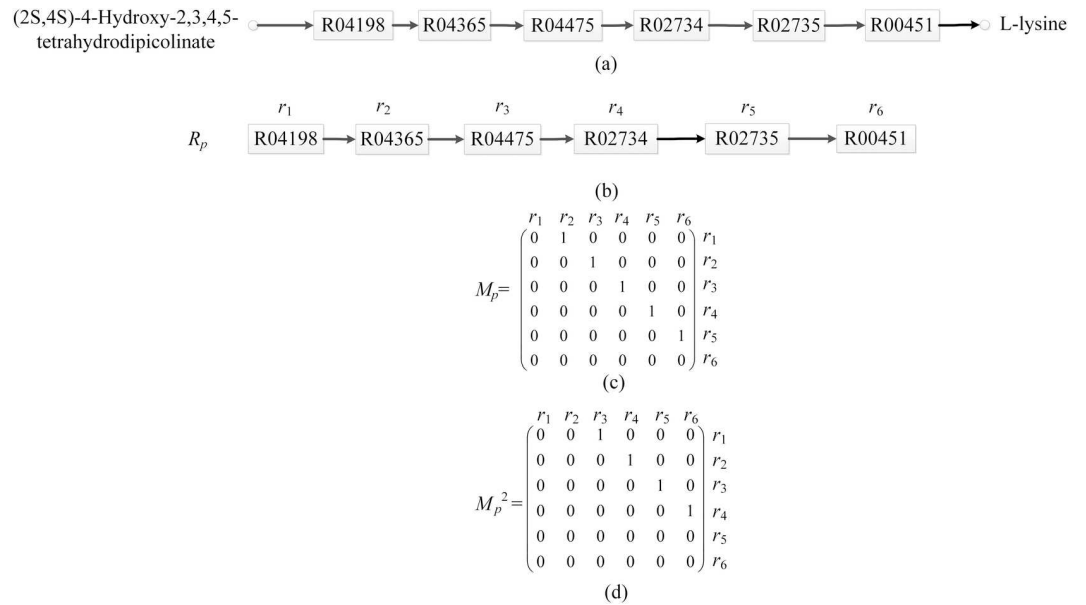 (2S,4S)-4-Hydroxy-2,3,4,5-
tetrahydrodipicolinate
R04198 R04365 R04475 R02734 R02735 R00451 L-lysine
(a)
r1 r2 r3 r4 r5 r6
Rp R04198 R04365 R04475 R02734 R02735 R00451
(b)
r1 r2 r3 r4 r5 r6
0 1 0 0 0 0 r1
0 0 1 0 0 0 r2
Mp= 0 0 0 1 0 0 r3
0 0 0 0 1 0 r4
0 0 0 0 0 1 r5
0 0 0 0 0 0 r6
(c)
r1 r2 r3 r4 r5 r6
0 0 1 0 0 0 r1
0 0 0 1 0 0 r2
0 0 0 0 1 0 r3
Mp2= 0 0 0 0 0 1 r4
0 0 0 0 0 0 r5
0 0 0 0 0 0 r6
(d)